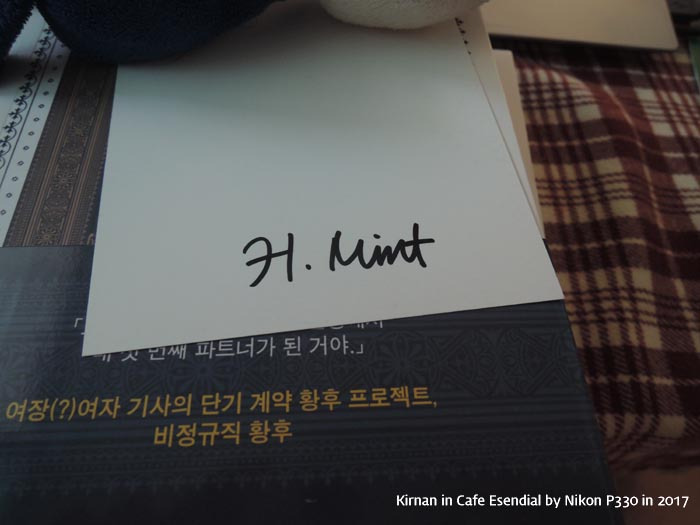 H. Mint
번째 파트너가 된 거야.」
여장(?)여자 기사의 단기 계약 황후 프로젝트,
비정규직 황후
Kirnan in Cafe Esendial by Nikon P330 in 2017